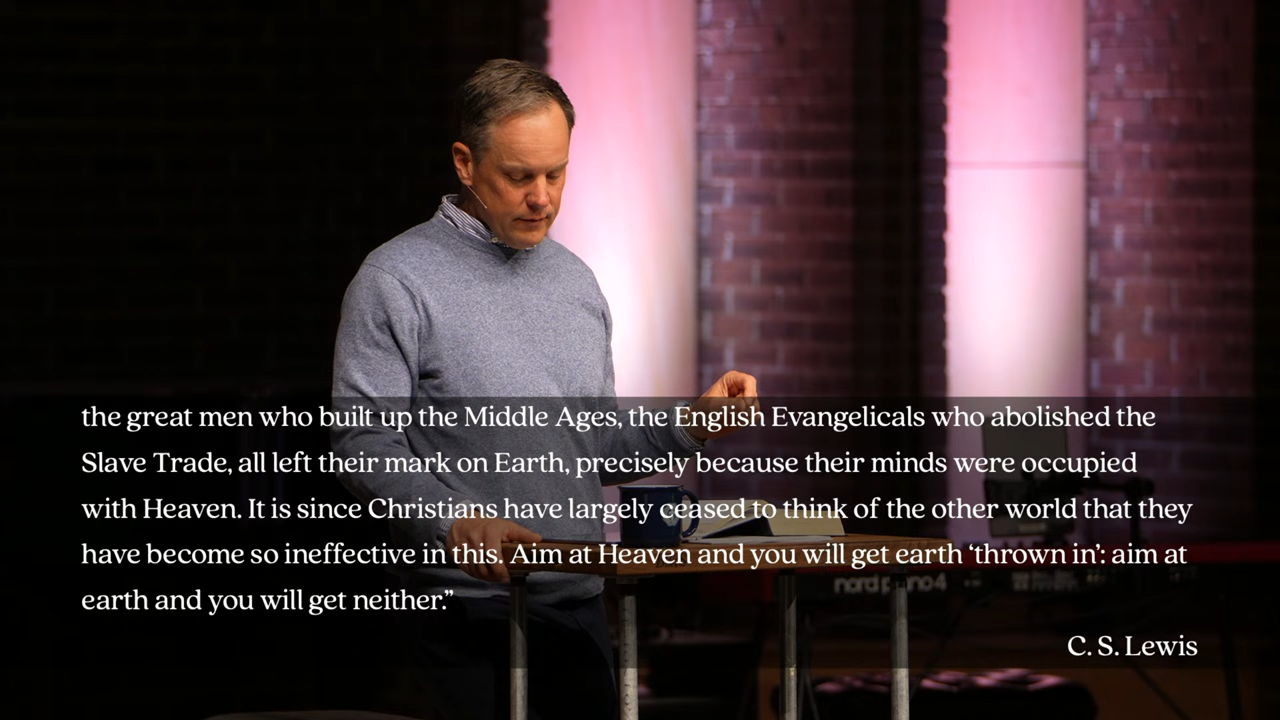 the great men who built up the Middle Ages, the English Evangelicals who abolished the
Slave Trade, all left their mark on Earth, precisely because their minds were occupied
with Heaven. It is since Christians have largely ceased to think of the other world that they
have become so ineffective in this. Aim at Heaven and you will get earth ‘thrown in’: aim at
earth and you will get neither.”
C. S. Lewis
nord piano 4